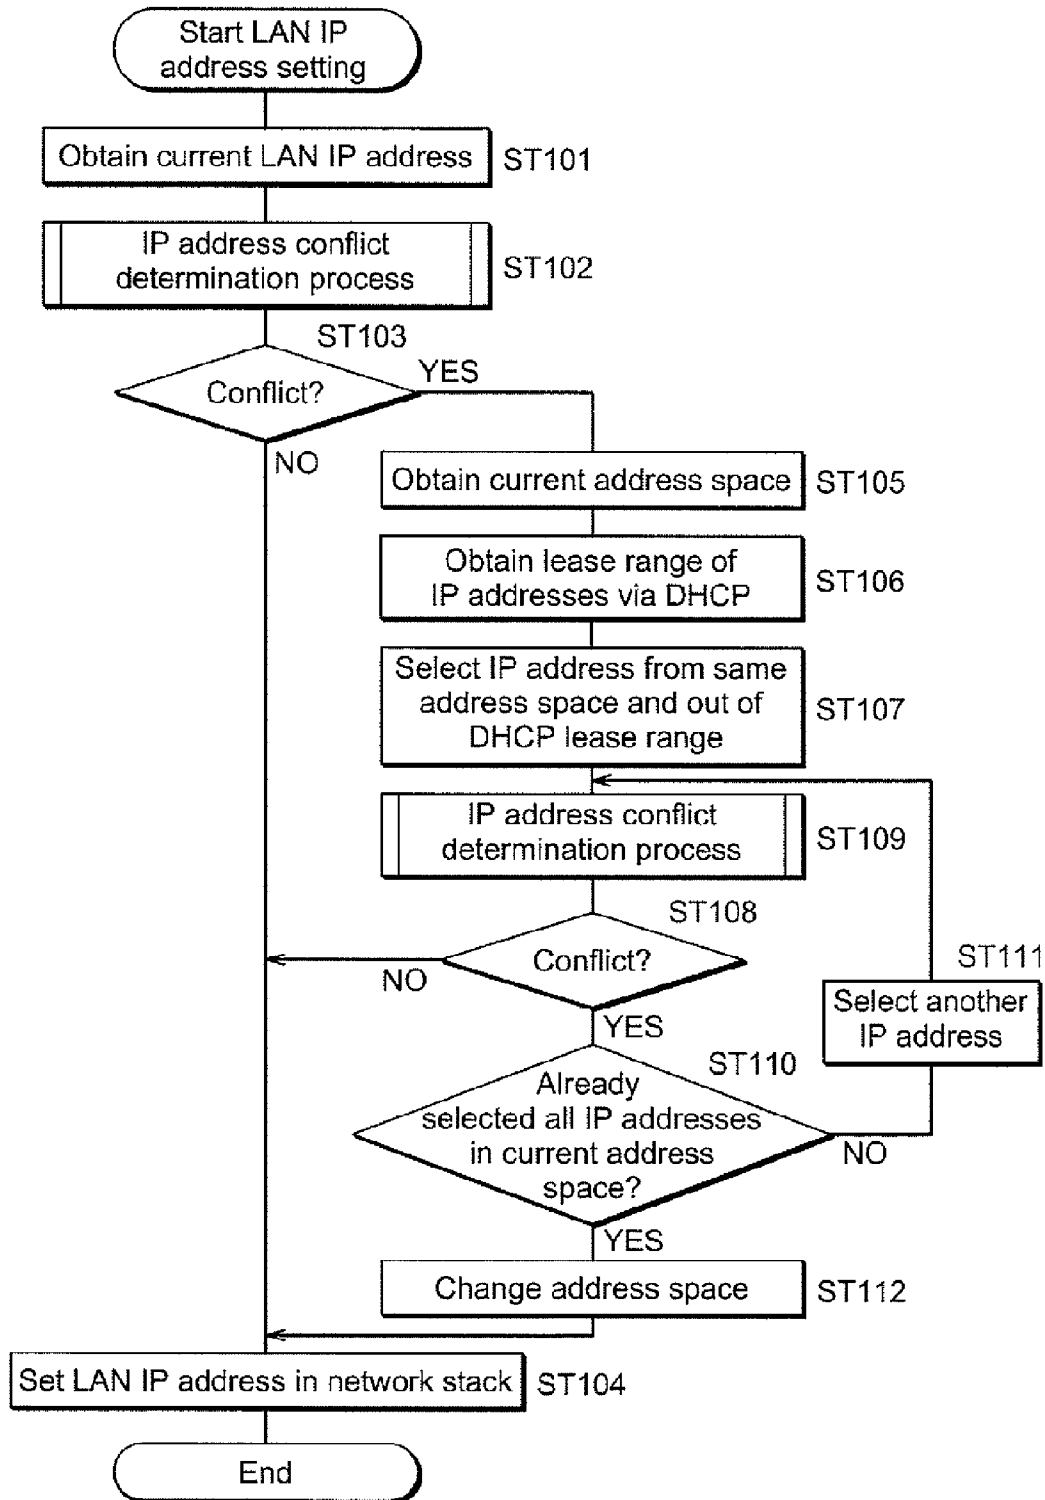 Start LAN IP
address setting
Obtain current LAN IP address
ST101
IP address conflict
determination process
ST102
ST103
Conflict?
YES
NO
Obtain current address space
ST105
Obtain lease range of
IP addresses via DHCP
ST106
Select IP address from same
address space and out of
DHCP lease range
ST107
IP address conflict
determination process
ST109
ST108
Conflict?
NO
YES
ST111
Select another
IP address
ST110
Already
selected all IP addresses
in current address
space?
NO
YES
Change address space
ST112
Set LAN IP address in network stack
ST104
End